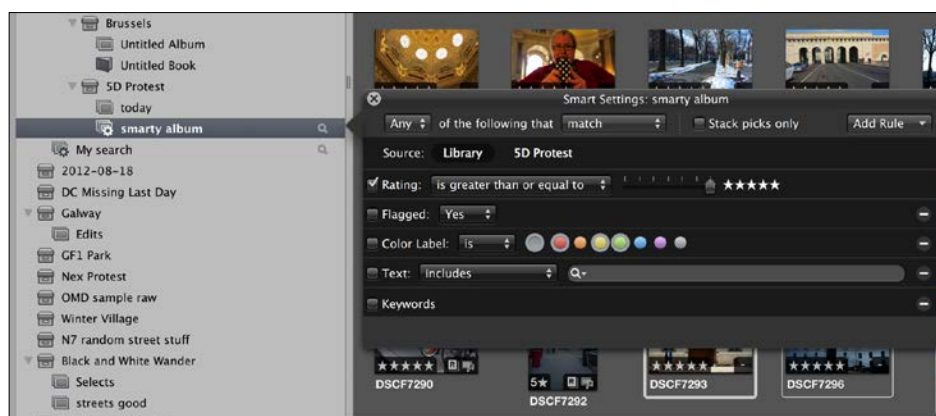 Brussels
Untitled Album
Untitled Book
5D Protest
today
smarty album
My search
2012-08-18
DC Missing Last Day
Galway
Edits
GF1 Park
Nex Protest
OMD sample raw
Winter Village
N7 random street stuff
Black and White Wander
Selects
streets good
Smart Settings: smarty album
Any of the following that match Stack picks only Add Rule
Source: Library 5D Protest
Rating: is greater than or equal to ★★★★★
Flagged: Yes
Color Label: is
Text: includes
Keywords
★★★★★
5★
★★★★★
★★★★★
DSCF7290
DSCF7292
DSCF7293
DSCF7296